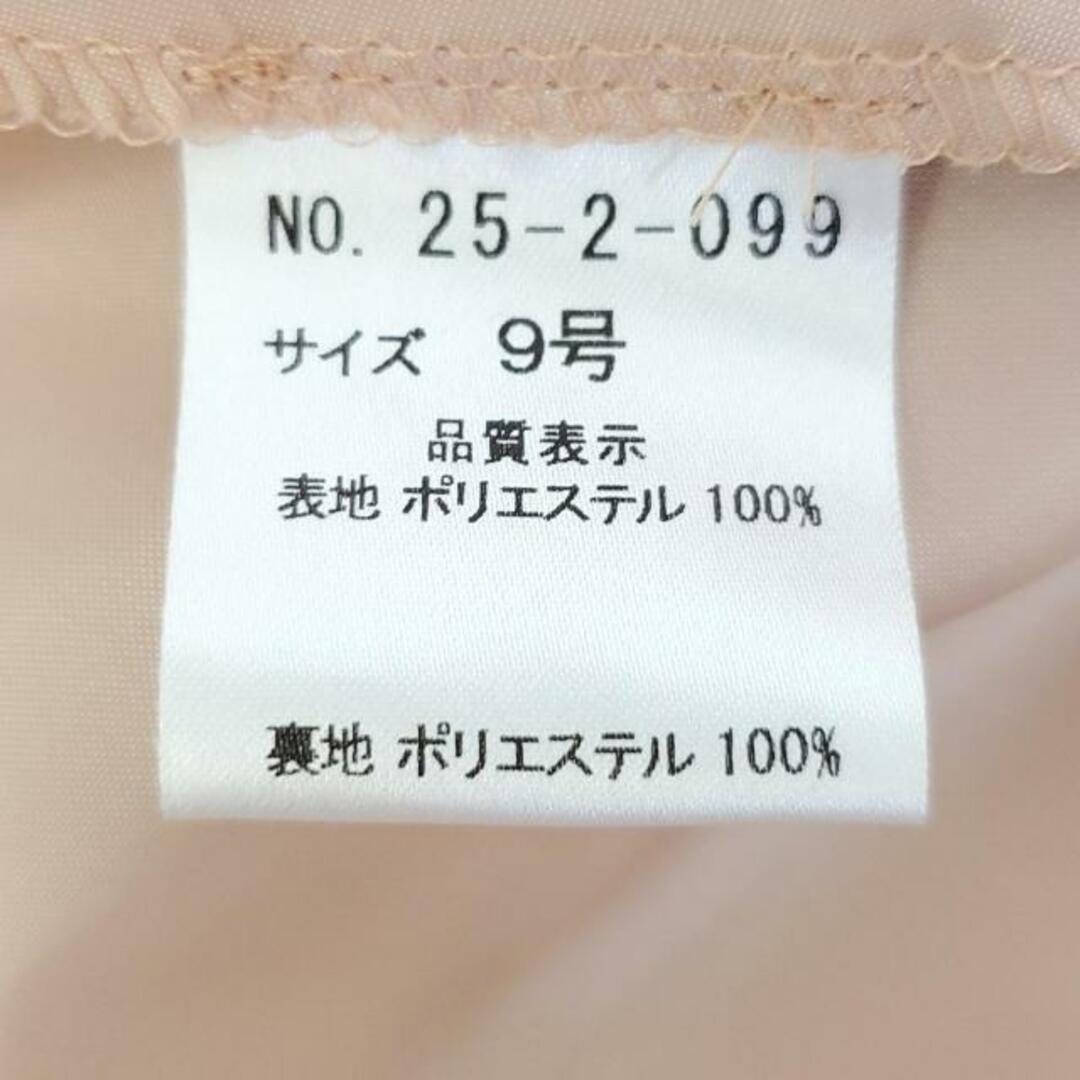 NO. 25-2-099
サイズ 9号
品質表示
表地 ポリエステル 100%
裏地 ポリエステル 100%